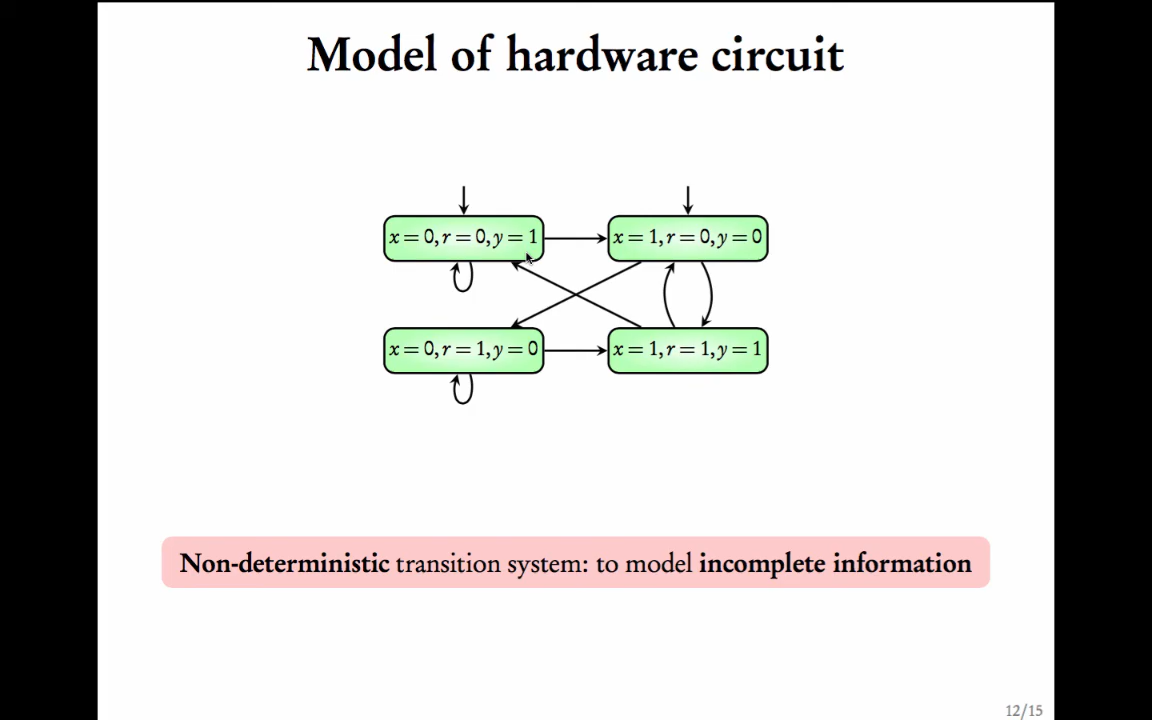 Model of hardware circuit
x = 0, r = 0, y = 1
x = 1, r = 0, y = 0
x = 0, r = 1, y = 0
x = 1, r = 1, y = 1
Non-deterministic transition system: to model incomplete information
12/15